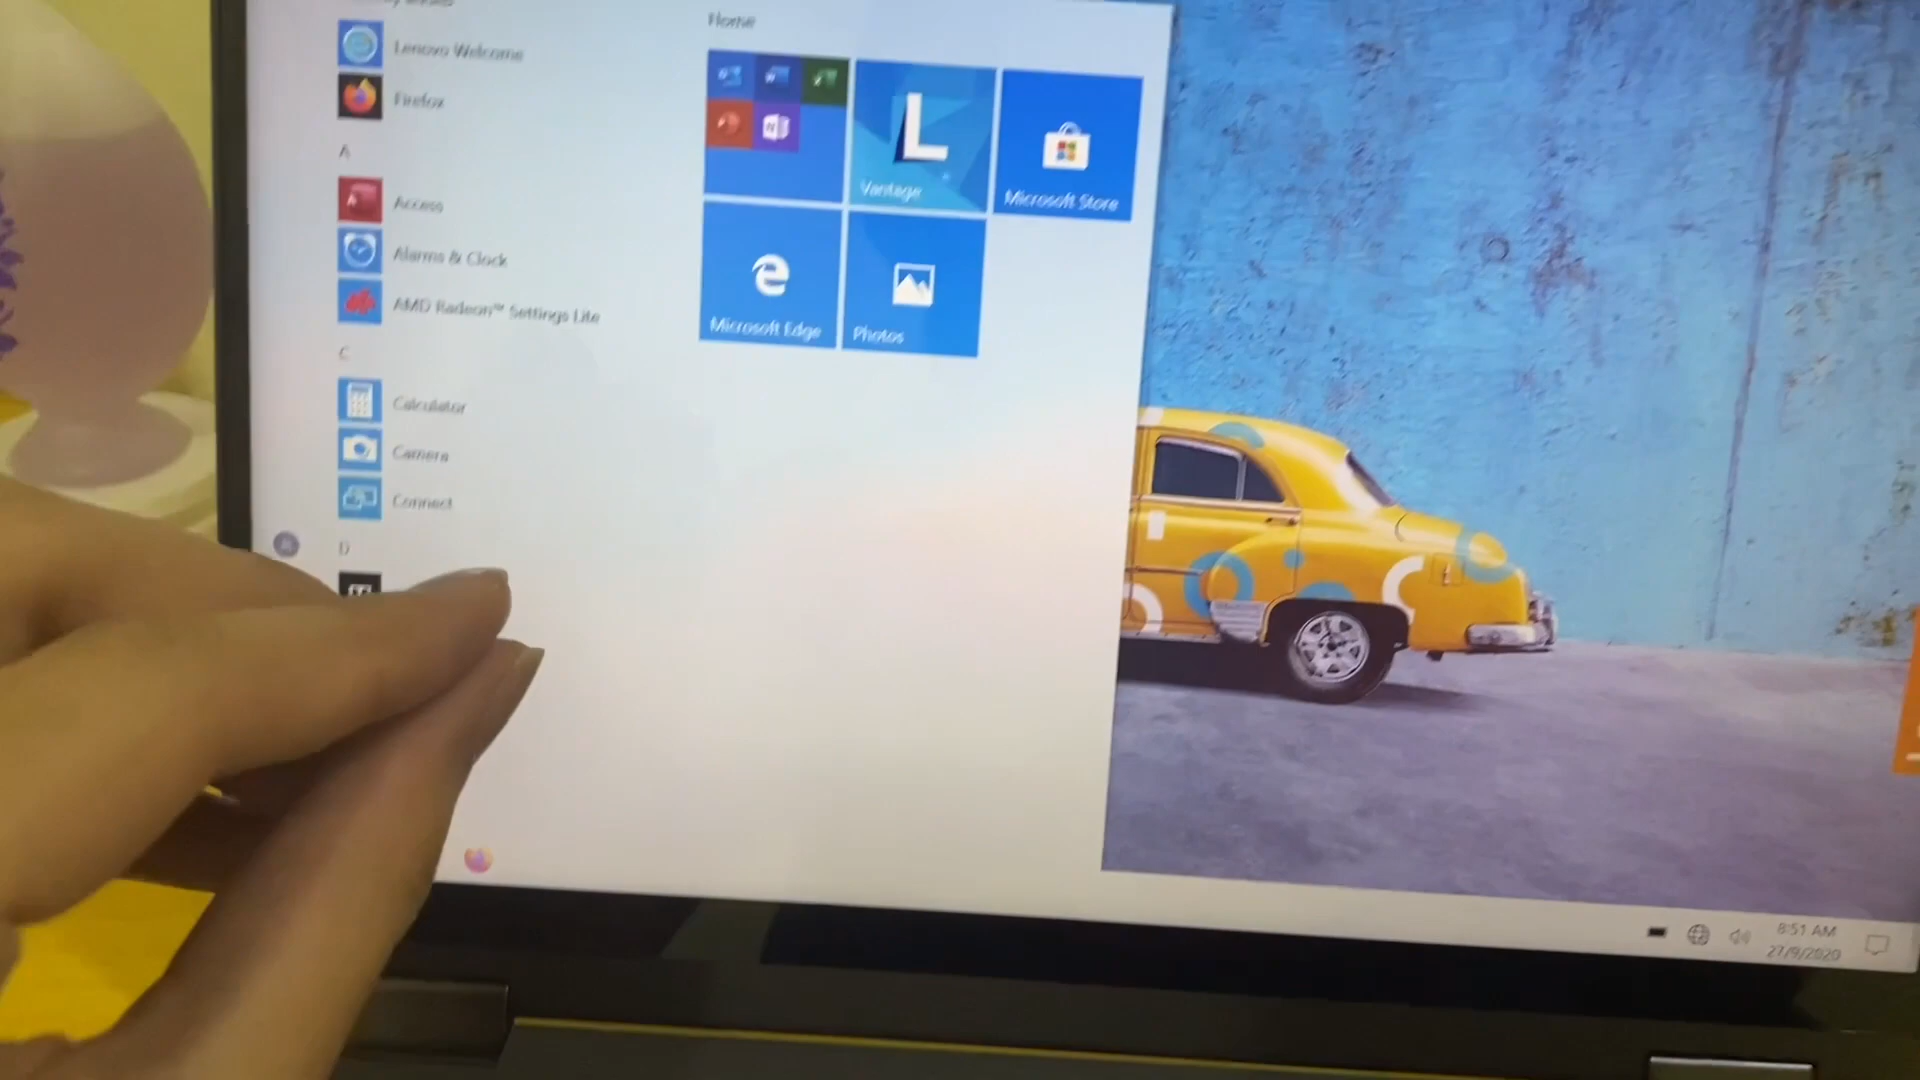 Home
Lenovo Welcome
Firefox
A
Access
Alarms & Clock
AMD Radeon™ Settings Lite
C
Calculator
Camera
Connect
D
L
Vantage
Microsoft Store
Microsoft Edge
Photos
8:51 AM
27/9/2020